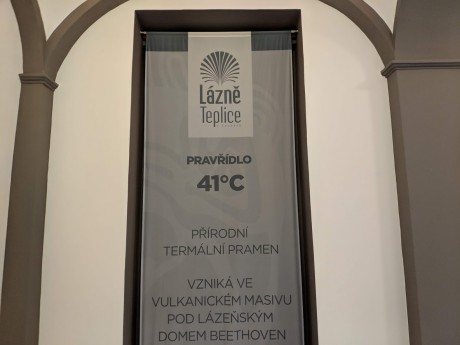 Lázně
Teplice
PRAVŘÍDLO
41°C
PŘÍRODNÍ
TERMÁLNÍ PRAMEN
VZNIKÁ VE
VULKANICKÉM MASIVU
POD LÁZEŇSKÝM
DOMEM BEETHOVEN